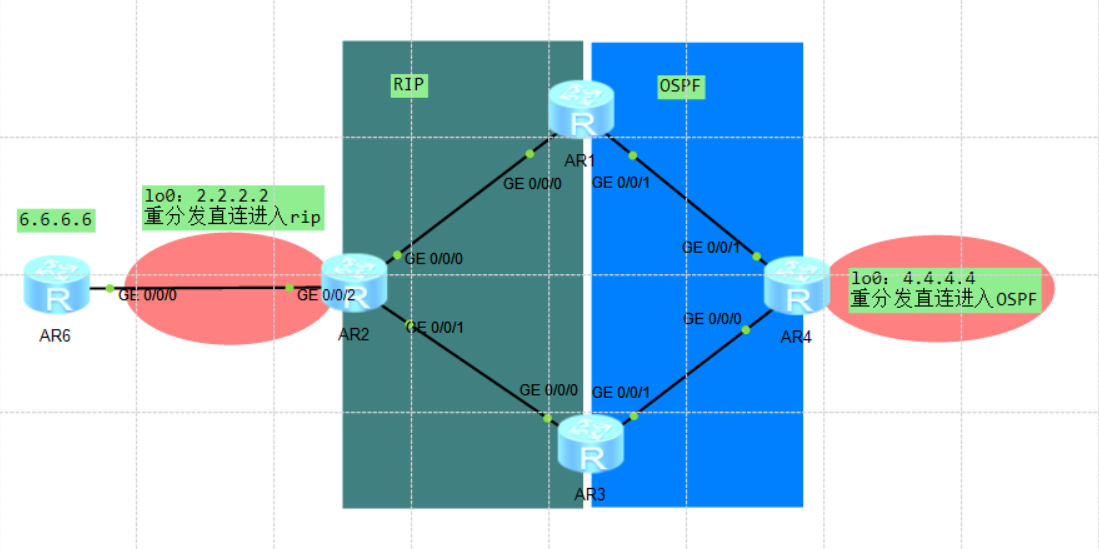 RIP
OSPF
AR1
GE 0/0/0
GE 0/0/1
lo0: 2.2.2.2
重分发直连进入rip
6.6.6.6
GE 0/0/0
GE 0/0/1
lo0: 4.4.4.4
重分发直连进入OSPF
GE 0/0/0
GE 0/0/2
AR6
AR2
GE 0/0/1
GE 0/0/0
AR4
GE 0/0/0
GE 0/0/1
AR3
R
R
R
R
R